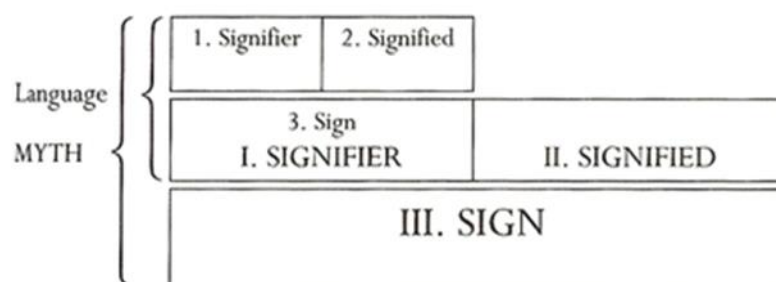 1. Signifier
2. Signified
Language
3. Sign
MYTH
I. SIGNIFIER
II. SIGNIFIED
III. SIGN